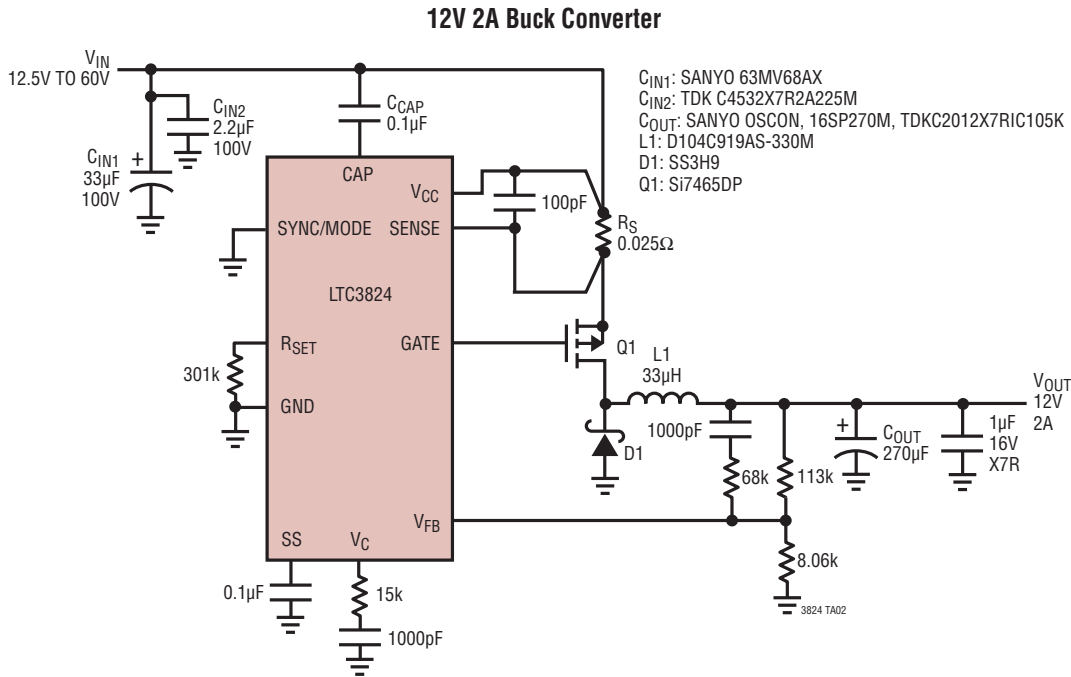 12V 2A Buck Converter
VIN
12.5V TO 60V
CIN2
2.2µF
100V
CIN1
33µF
100V
+
CCAP
0.1µF
CIN1: SANYO 63MV68AX
CIN2: TDK C4532X7R2A225M
COUT: SANYO OSCON, 16SP270M, TDKC2012X7RIC105K
L1: D104C919AS-330M
D1: SS3H9
Q1: Si7465DP
CAP
VCC
100pF
SYNC/MODE
SENSE
RS
0.025Ω
LTC3824
RSET
GATE
Q1
301k
GND
L1
33µH
VOUT
12V
2A
1000pF
D1
68k
113k
+
COUT
270µF
1µF
16V
X7R
VFB
SS
VC
8.06k
0.1µF
15k
1000pF
3824 TA02